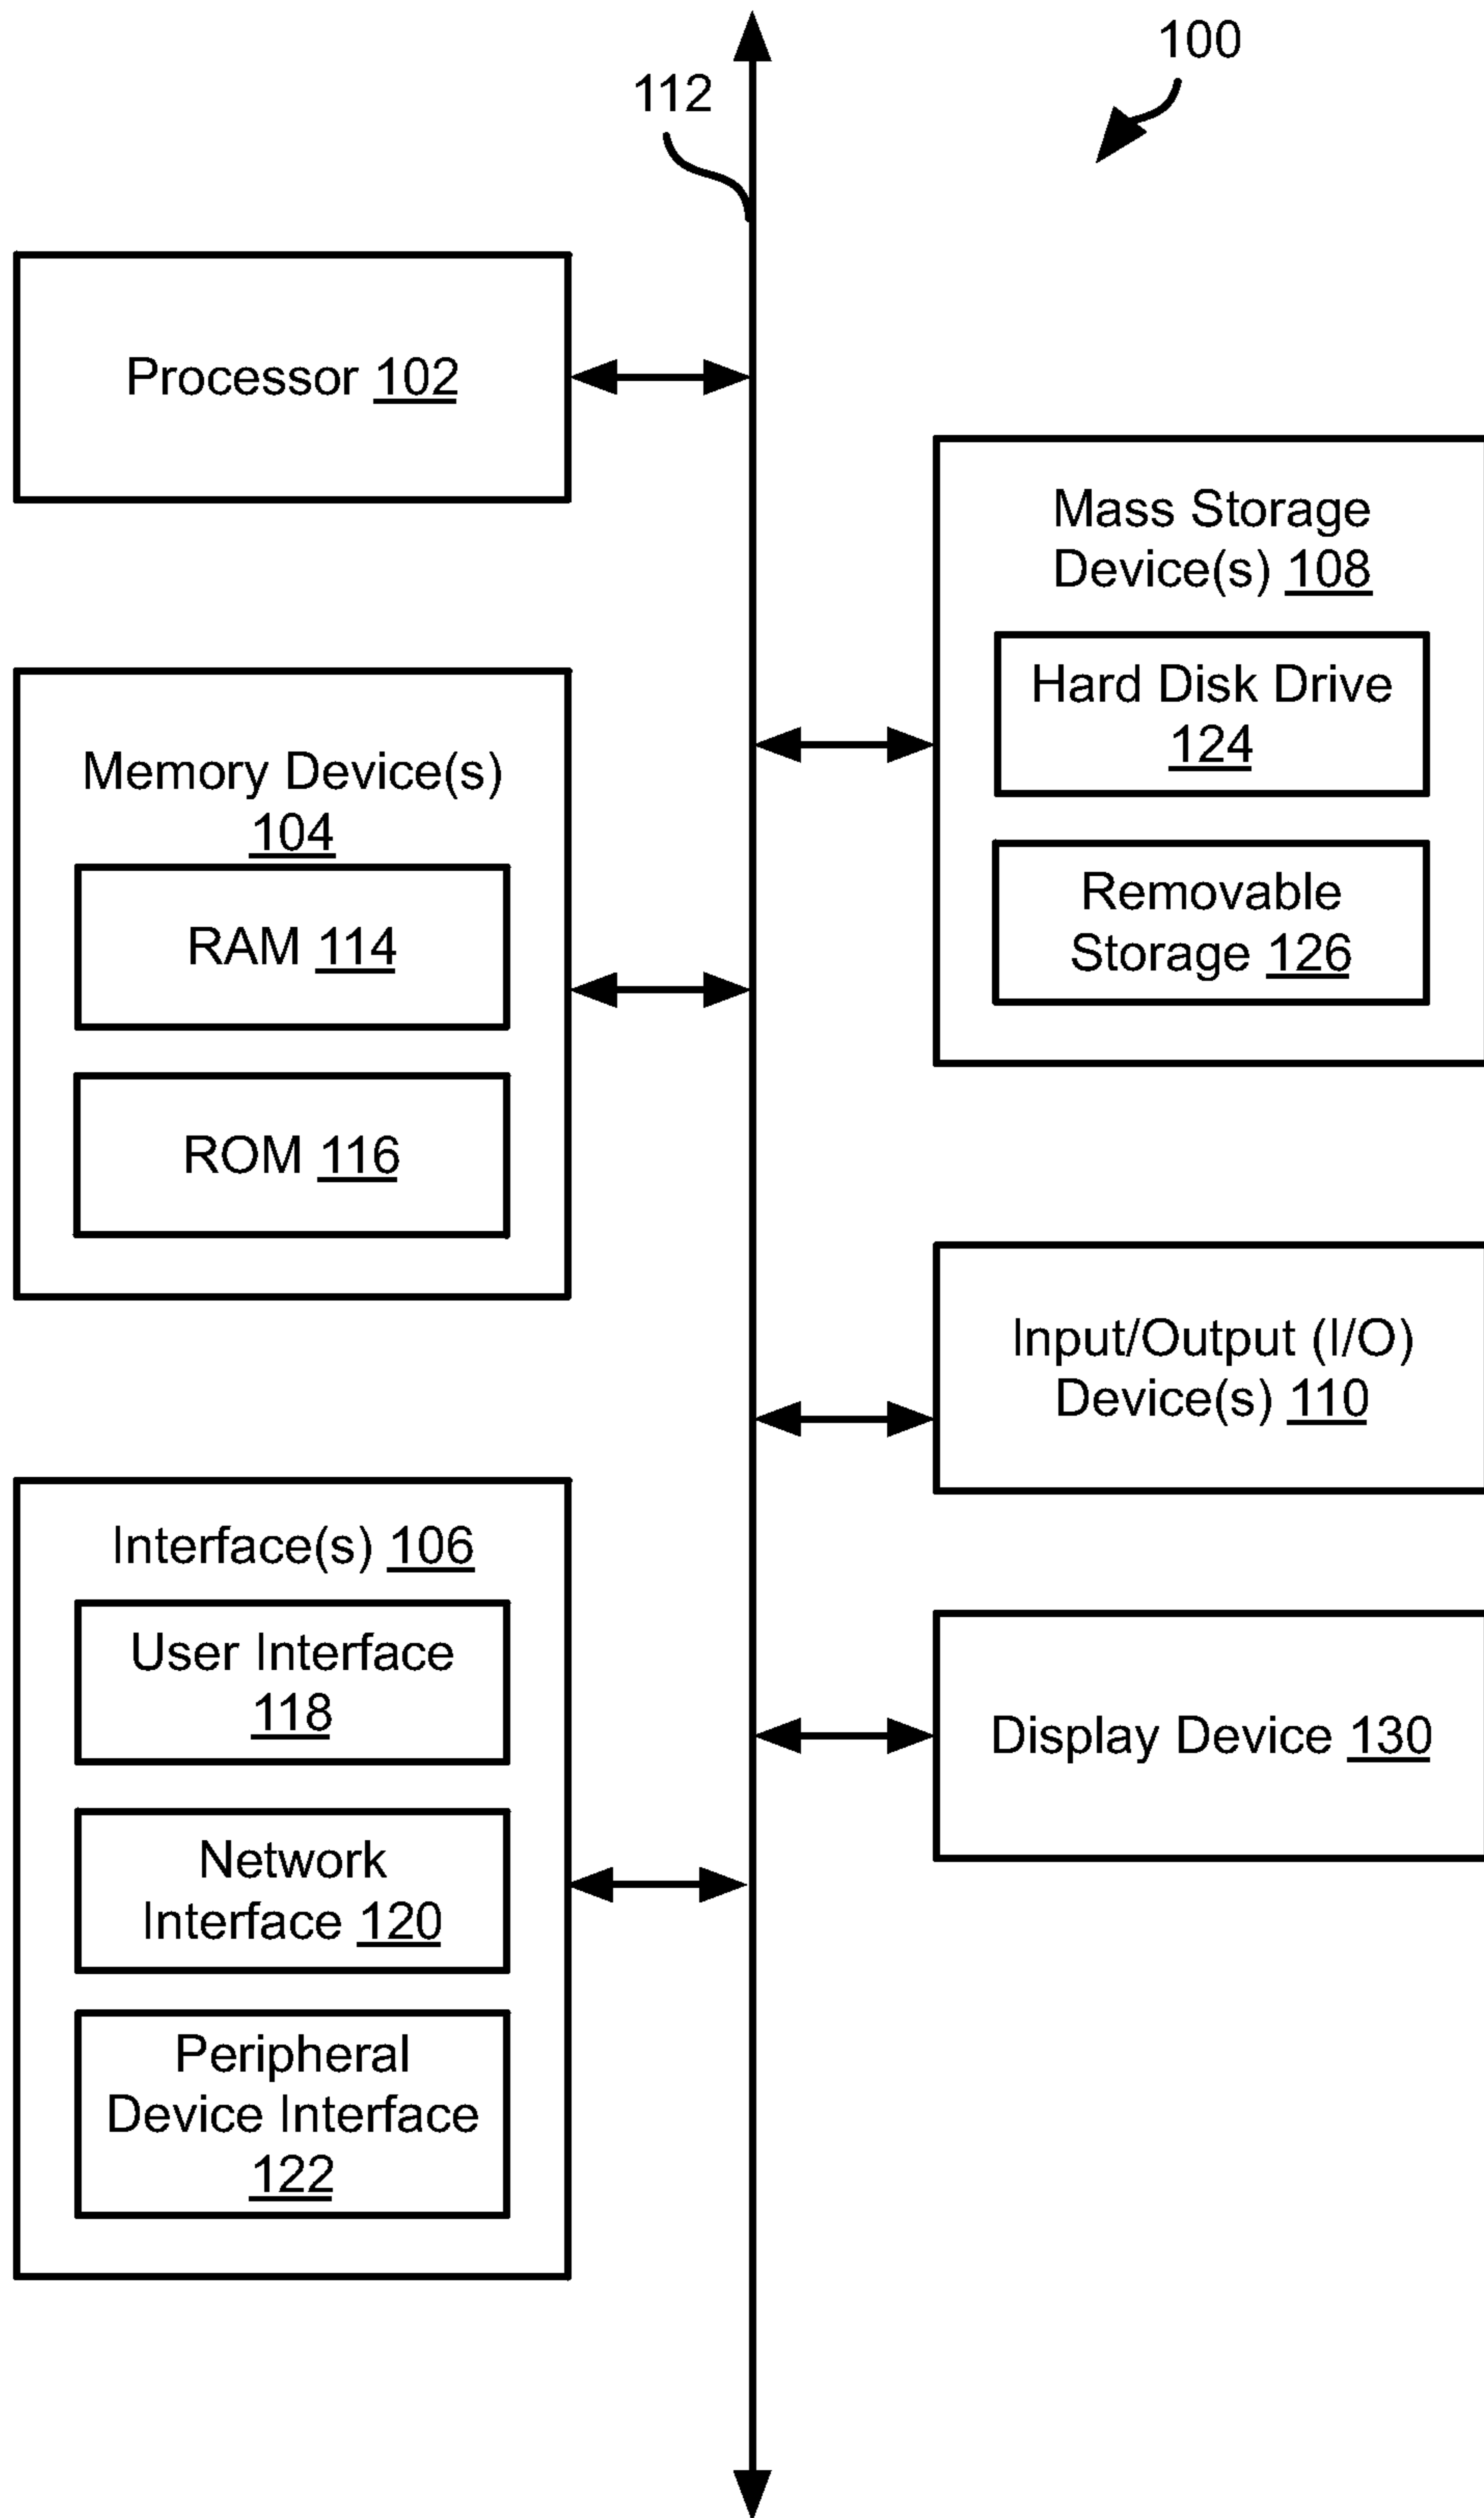 100
112
Processor 102
Mass Storage
Device(s) 108
Hard Disk Drive
124
Removable
Storage 126
Memory Device(s)
104
RAM 114
ROM 116
Input/Output (I/O)
Device(s) 110
Interface(s) 106
User Interface
118
Network
Interface 120
Peripheral
Device Interface
122
Display Device 130